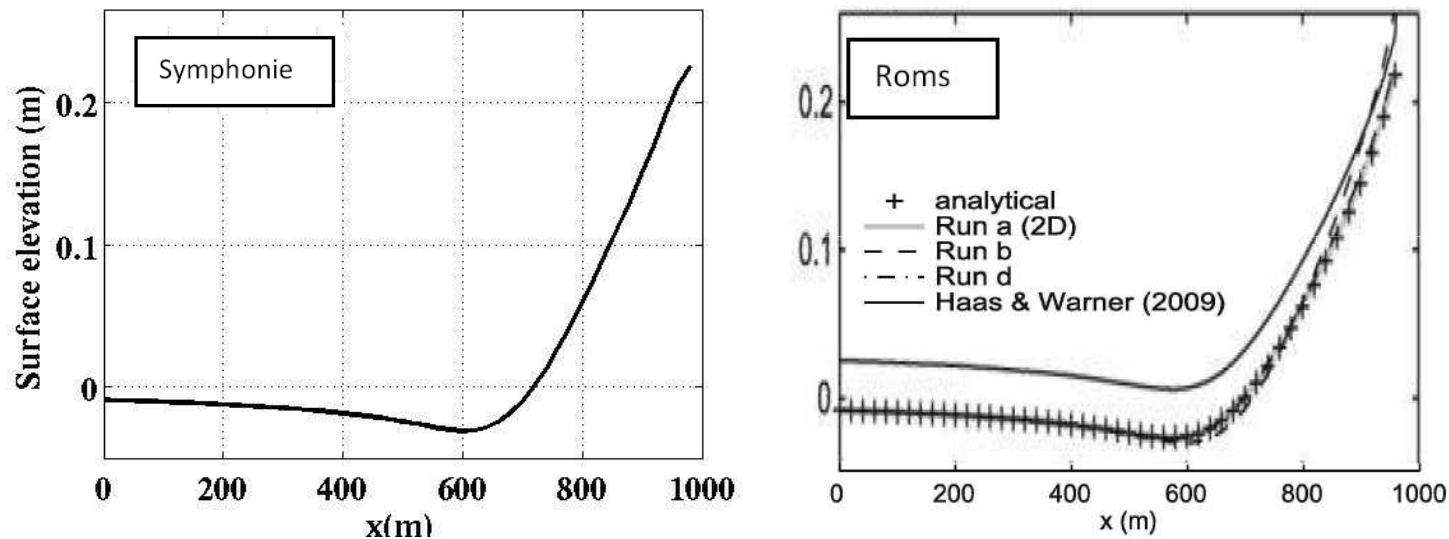 Symphonie
Surface elevation (m)
0.2
0.1
0
0 200 400 600 800 1000
x(m)
Roms
0.2
0.1
0
analytical
Run a (2D)
Run b
Run d
Haas & Warner (2009)
0 200 400 600 800 1000
x (m)